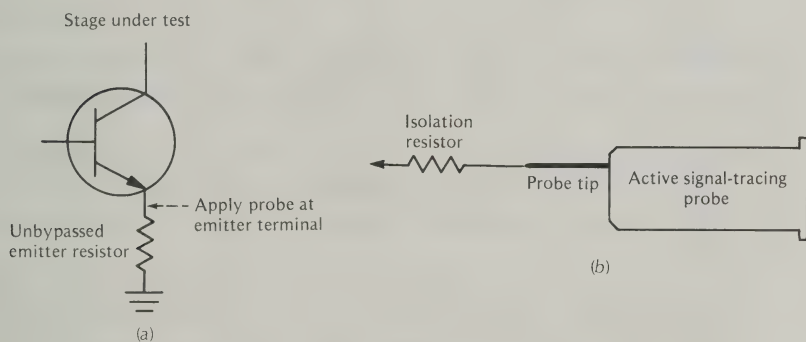 Stage under test
Apply probe at
emitter terminal
Unbypassed
emitter resistor
(a)
Isolation
resistor
Probe tip
Active signal-tracing
probe
(b)